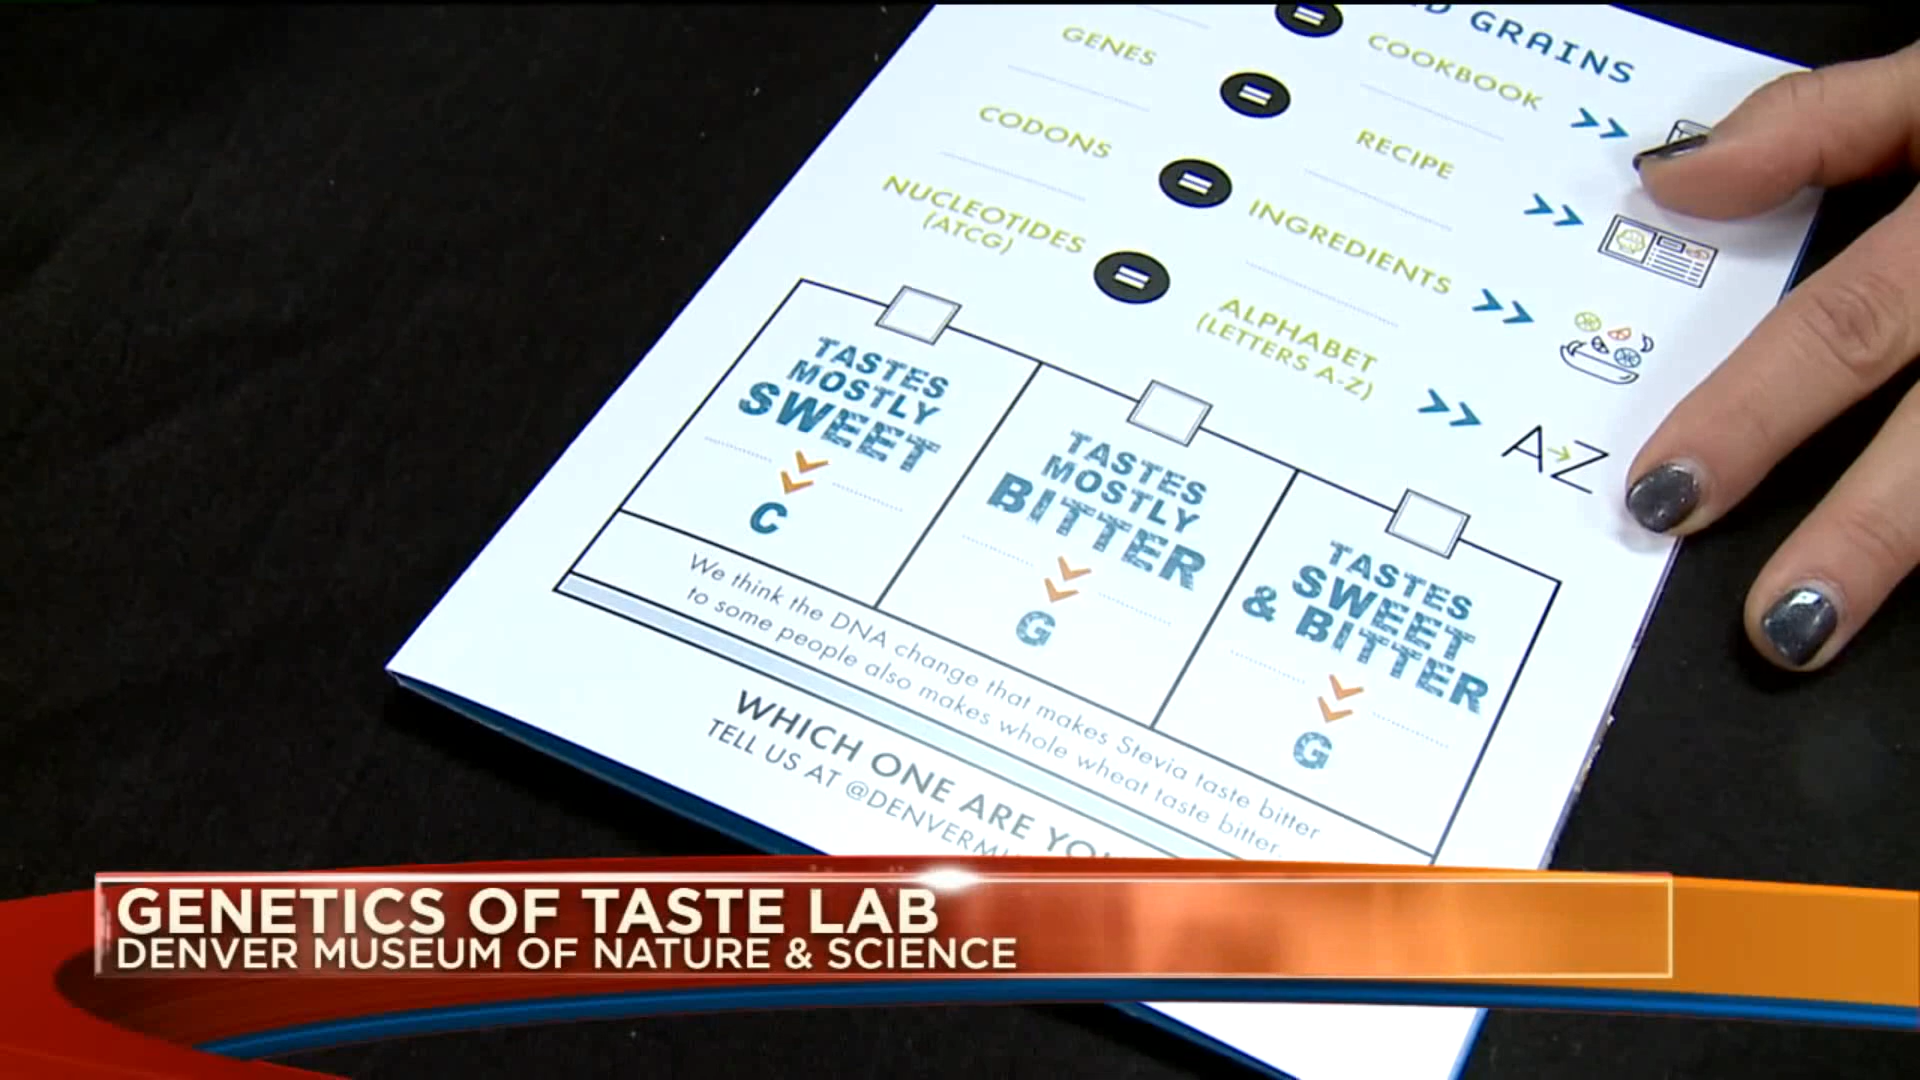 GRAINS
COOKBOOK
GENES
RECIPE
CODONS
INGREDIENTS
NUCLEOTIDES
(ATCG)
ALPHABET
(LETTERS A-Z)
A→Z
TASTES
MOSTLY
SWEET
C
TASTES
MOSTLY
BITTER
G
TASTES
SWEET
& BITTER
G
We think the DNA change that makes Stevia taste bitter
to some people also makes whole wheat taste bitter.
WHICH ONE ARE
TELL US AT
GENETICS OF TASTE LAB
DENVER MUSEUM OF NATURE & SCIENCE